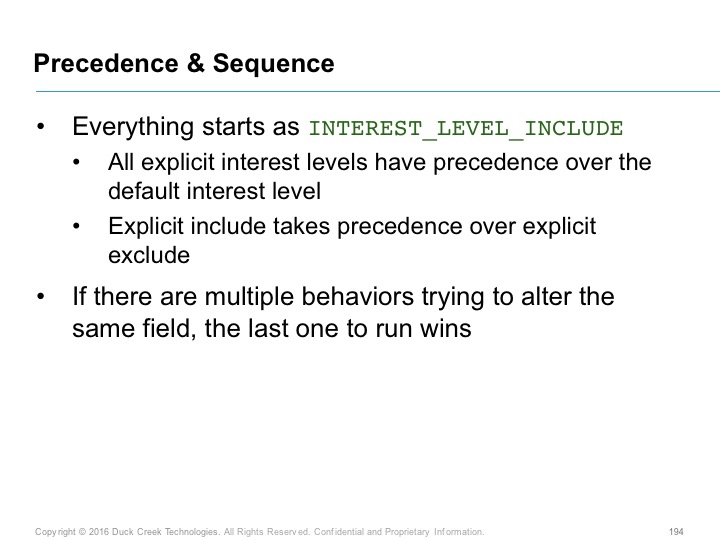 Precedence & Sequence
• Everything starts as INTEREST_LEVEL_INCLUDE
• All explicit interest levels have precedence over the
default interest level
• Explicit include takes precedence over explicit
exclude
• If there are multiple behaviors trying to alter the
same field, the last one to run wins
Copyright © 2016 Duck Creek Technologies. All Rights Reserved. Confidential and Proprietary Information. 194